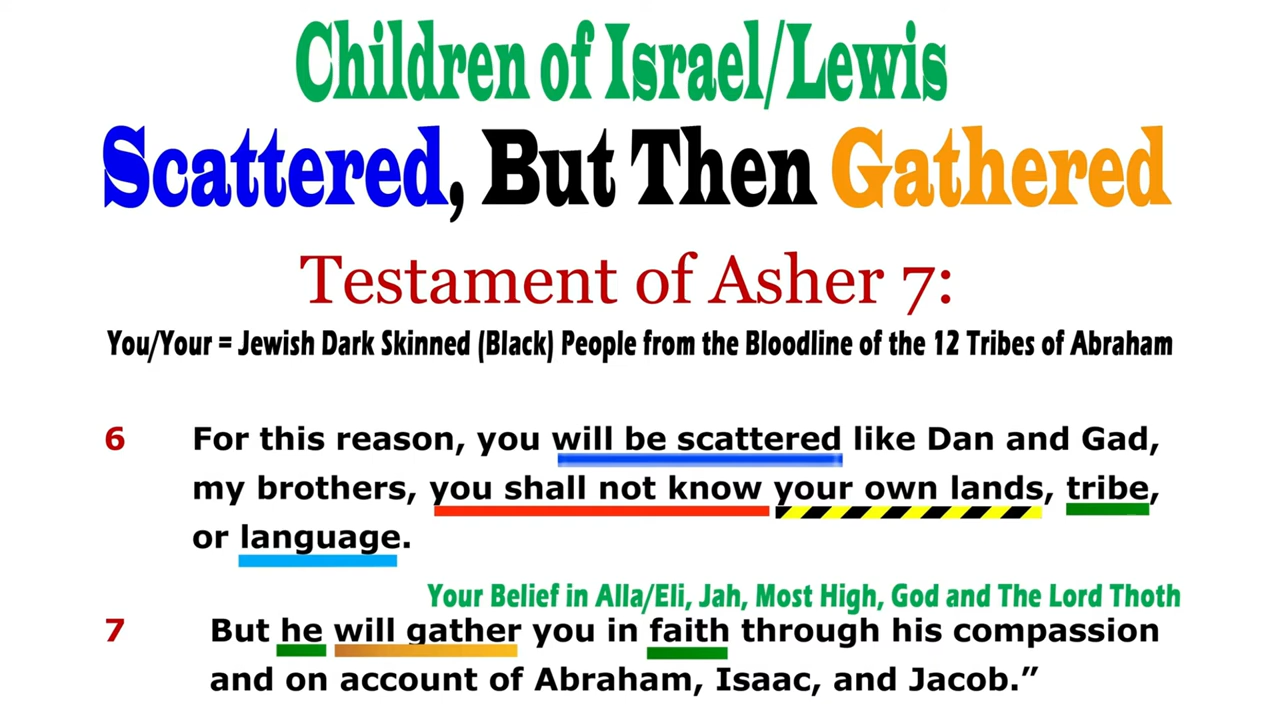 Children of Israel/Lewis
Scattered, But Then Gathered
Testament of Asher 7:
You/Your = Jewish Dark Skinned (Black) People from the Bloodline of the 12 Tribes of Abraham
6 For this reason, you will be scattered like Dan and Gad,
my brothers, you shall not know your own lands, tribe,
or language.
Your Belief in Alla/Eli, Jah, Most High, God and The Lord Thoth
7 But he will gather you in faith through his compassion
and on account of Abraham, Isaac, and Jacob.”